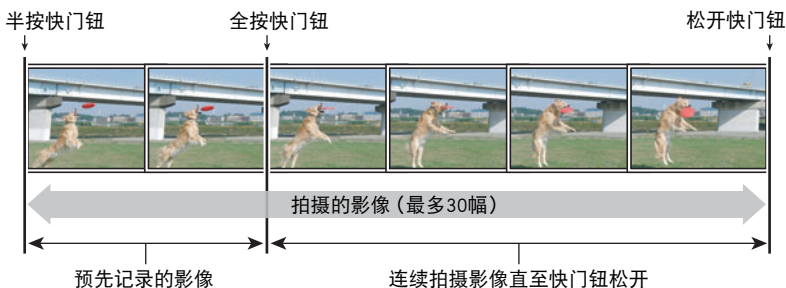 半按快门钮
全按快门钮
松开快门钮
拍摄的影像（最多30幅）
预先记录的影像
连续拍摄影像直至快门钮松开